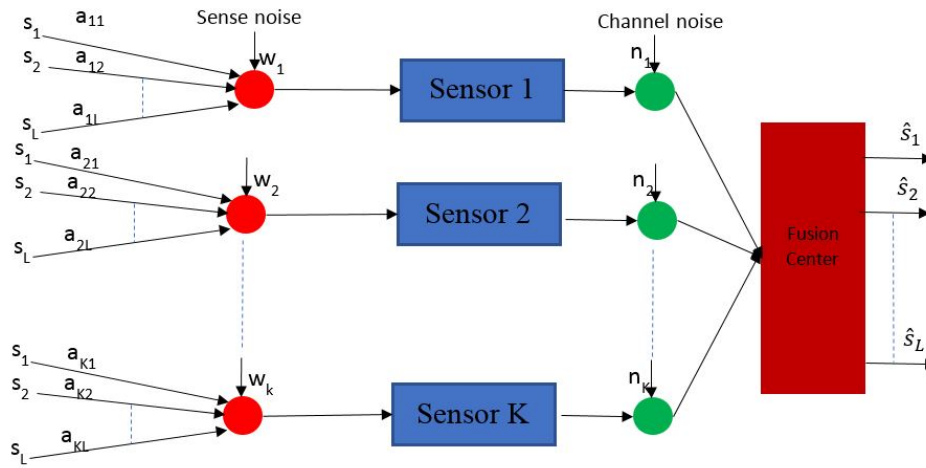 Sense noise
Channel noise
s1
a11
s2
a12
sL
a1L
w1
Sensor 1
n1
s1
a21
s2
a22
sL
a2L
w2
Sensor 2
n2
s1
aK1
s2
aK2
sL
aKL
wk
Sensor K
nK
Fusion
Center
ŝ1
ŝ2
ŝL